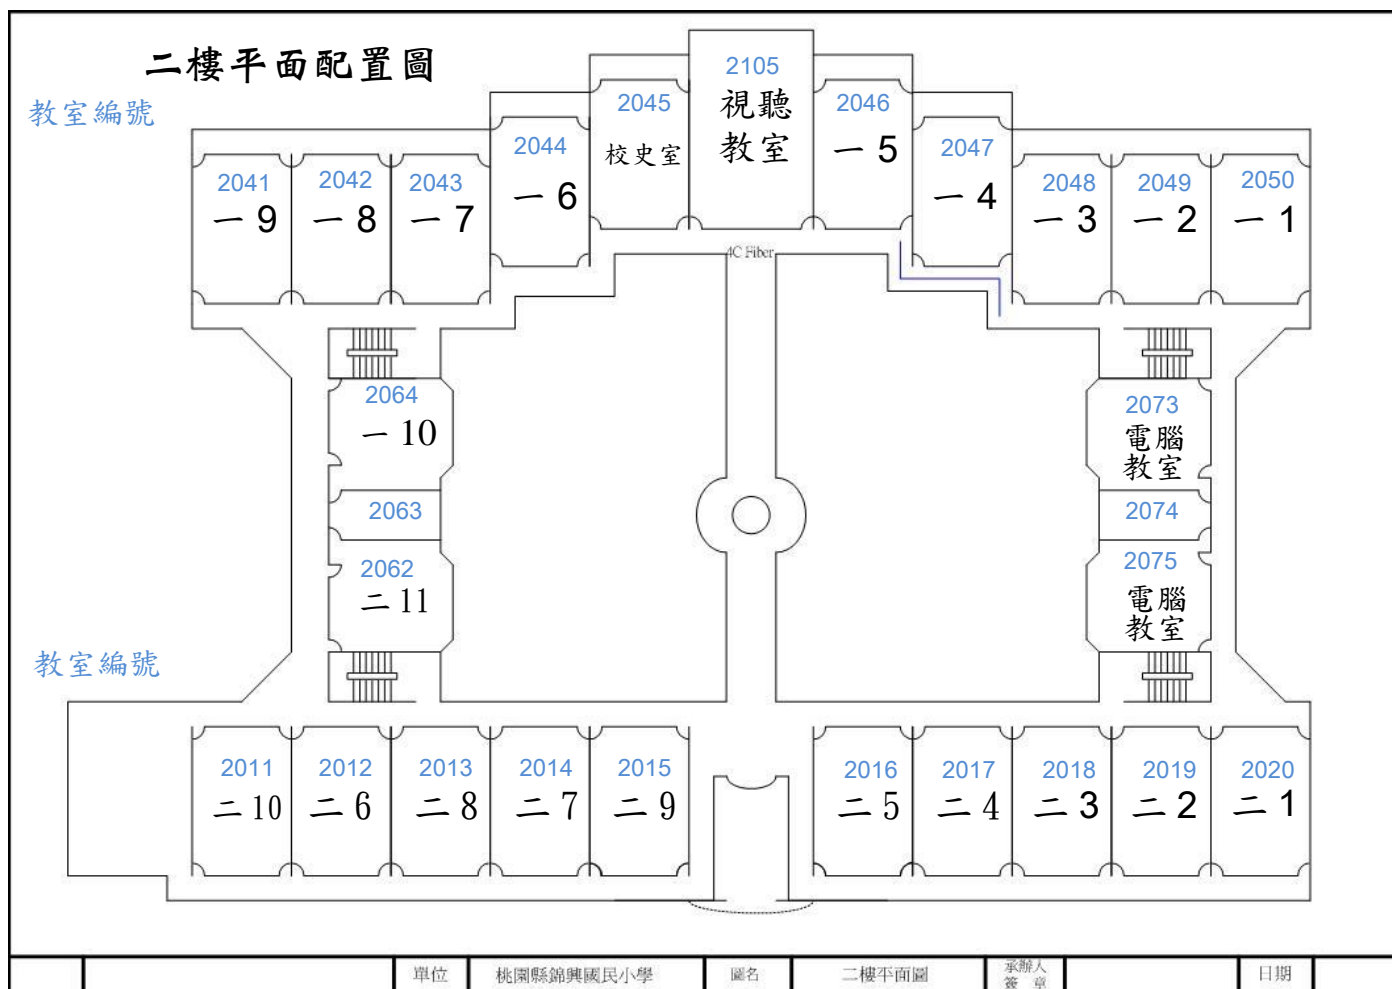 二樓平面配置圖
教室編號
2105
視聽
教室
2045
校史室
2046
一 5
2044
一 6
2047
一 4
2041
一 9
2042
一 8
2043
一 7
2048
一 3
2049
一 2
2050
一 1
4C Fiber
2064
一 10
2063
2062
二 11
2073
電腦
教室
2074
2075
電腦
教室
教室編號
2011
二 10
2012
二 6
2013
二 8
2014
二 7
2015
二 9
2016
二 5
2017
二 4
2018
二 3
2019
二 2
2020
二 1
單位
桃園縣錦興國民小學
圖名
二樓平面圖
承辦人
簽 章
日期